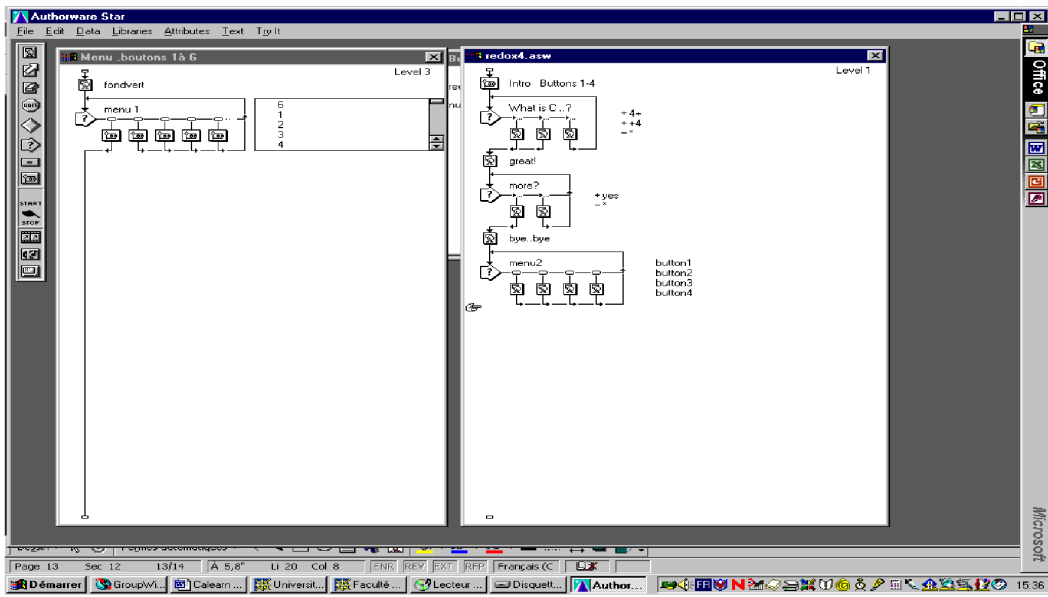 Authorware Star
File Edit Data Libraries Attributes Text Try It
Menu ..boutons 1à 6
Level 3
fondvert
menu 1
6
1
2
3
4
redox4.asw
Level 1
Intro Buttons 1-4
What is C...?
+ 4+
+ +4
- *
great!
more?
+ yes
- *
bye..bye
menu2
button1
button2
button3
button4
START
STOP
Office
Microsoft
Page 13 Sec 12 13/14 À 5,8" Li 20 Col 8 ENR REV EXT RFP Français (C
Démarrer GroupWi... Calearn ... Universit... Faculté ... Lecteur ... Disquett... Author... FR 15:36